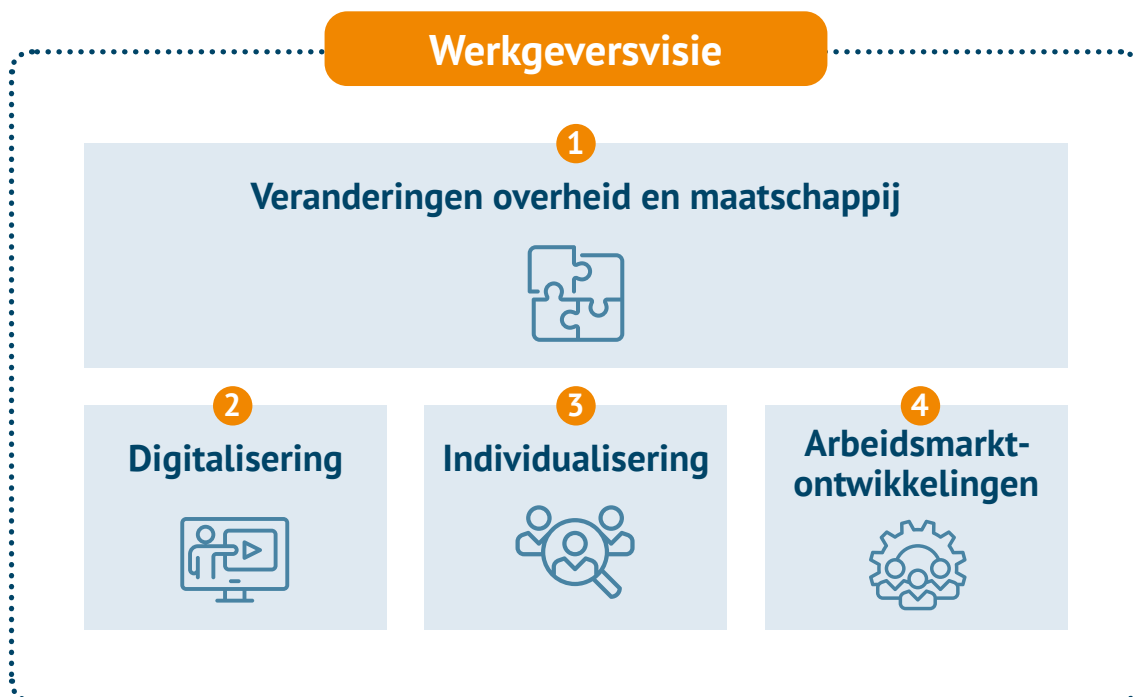 Werkgeversvisie
1
Veranderingen overheid en maatschappij
2
Digitalisering
3
Individualisering
4
Arbeidsmarkt-
ontwikkelingen